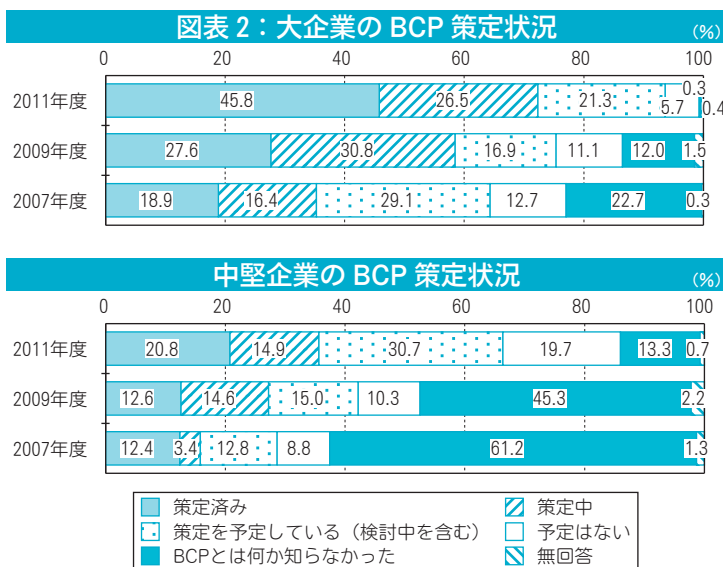 図表 2：大企業の BCP 策定状況 (%)
0 20 40 60 80 100
2011年度 45.8 26.5 21.3 5.7 0.3 0.4
2009年度 27.6 30.8 16.9 11.1 12.0 1.5
2007年度 18.9 16.4 29.1 12.7 22.7 0.3
中堅企業の BCP 策定状況 (%)
0 20 40 60 80 100
2011年度 20.8 14.9 30.7 19.7 13.3 0.7
2009年度 12.6 14.6 15.0 10.3 45.3 2.2
2007年度 12.4 3.4 12.8 8.8 61.2 1.3
策定済み 策定中
策定を予定している（検討中を含む） 予定はない
BCPとは何か知らなかった 無回答